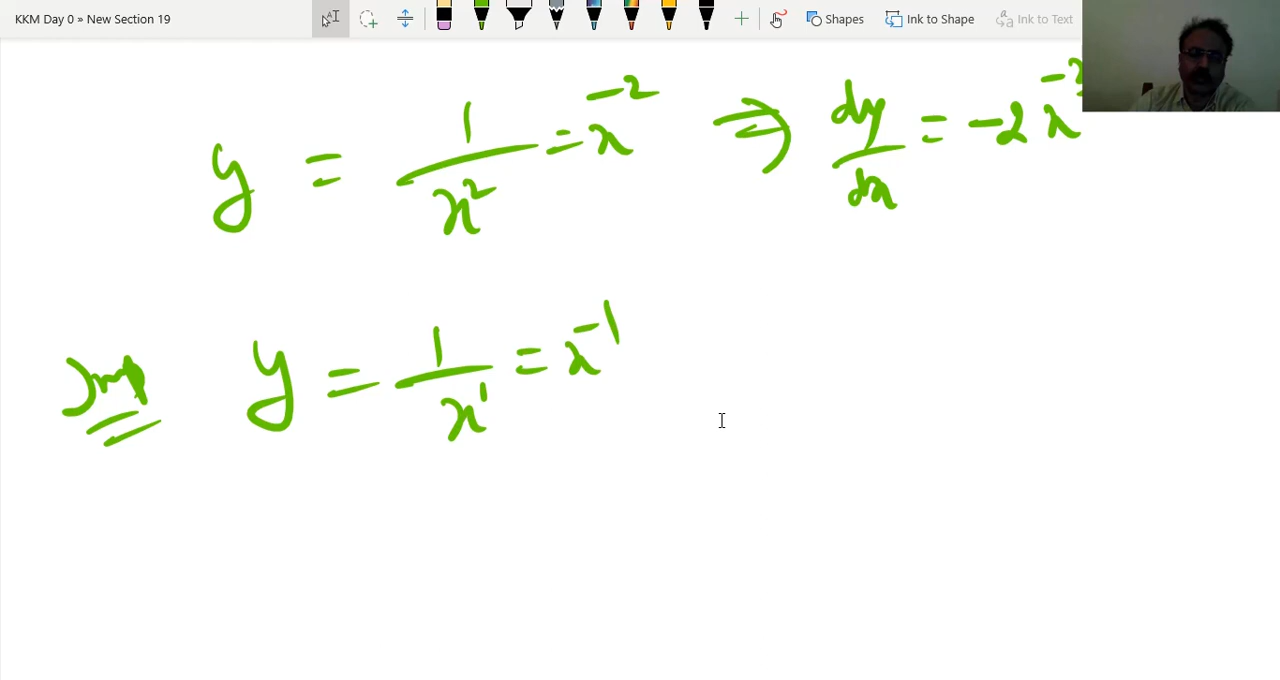 KKM Day 0 » New Section 19
Shapes Ink to Shape Ink to Text
y = 1/x² = x⁻² ⇒ dy/dx = -2x⁻
Imp y = 1/x¹ = x⁻¹